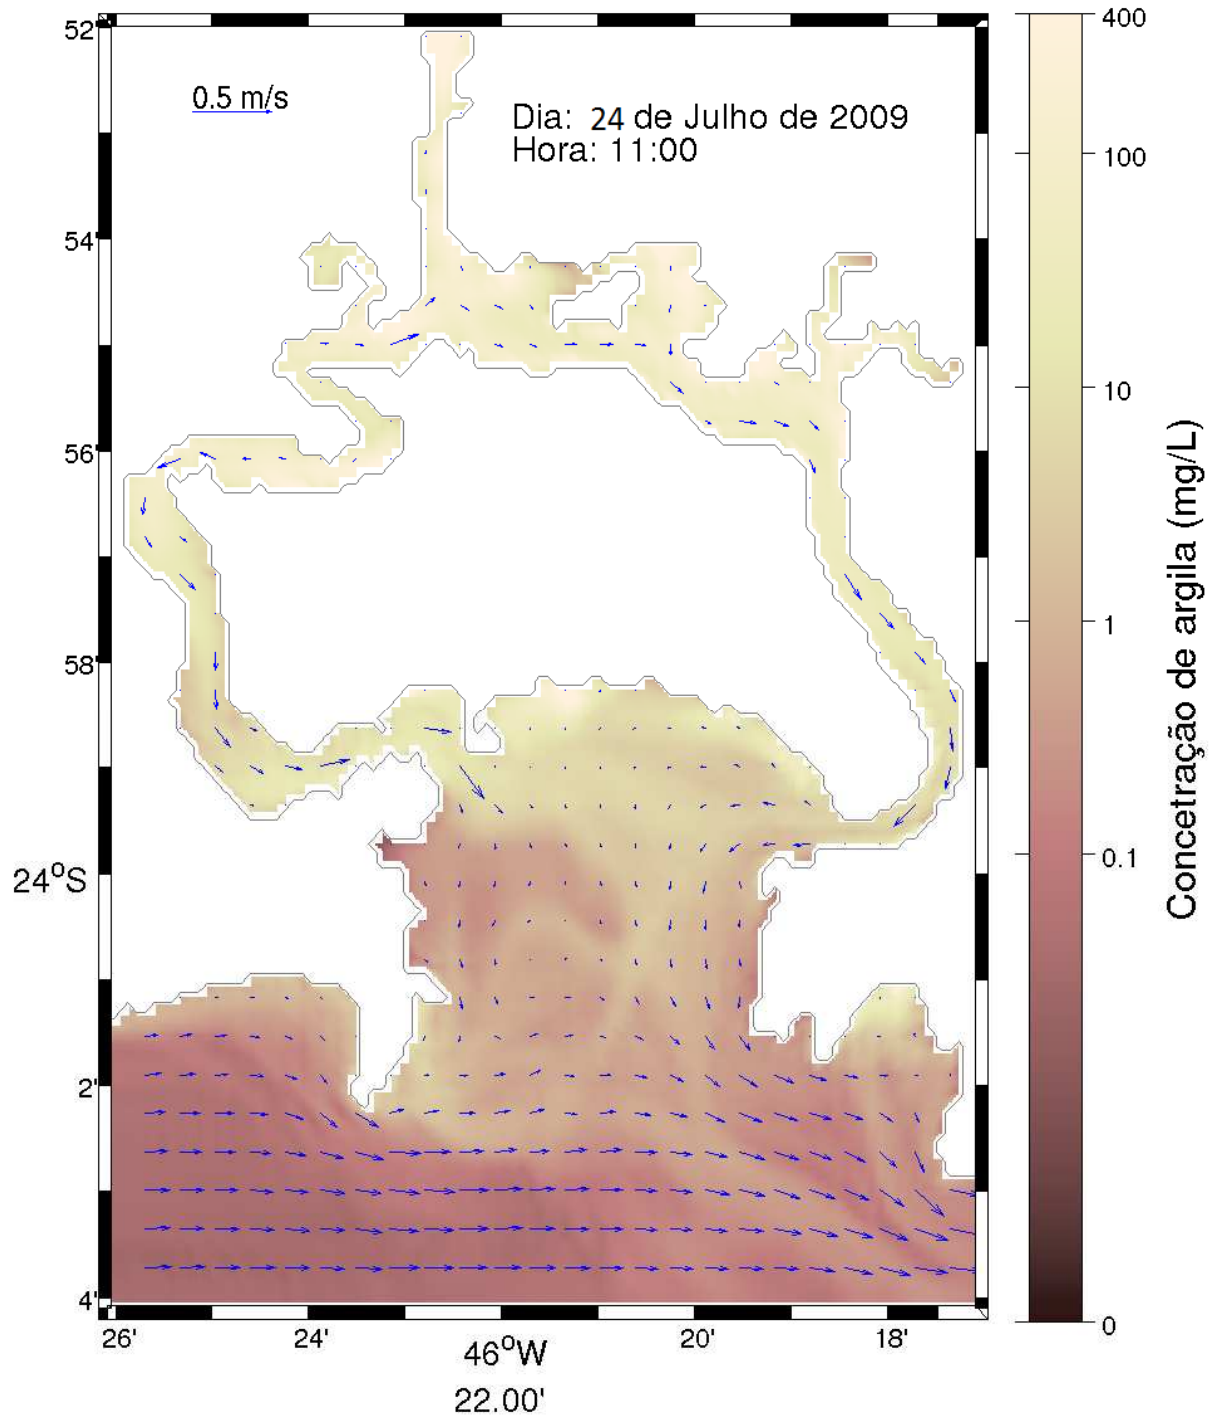 52'
0.5 m/s
Dia: 24 de Julho de 2009
Hora: 11:00
54'
56'
58'
24°S
2'
4'
26'
24'
46°W
22.00'
20'
18'
400
100
10
1
0.1
0
Concetração de argila (mg/L)